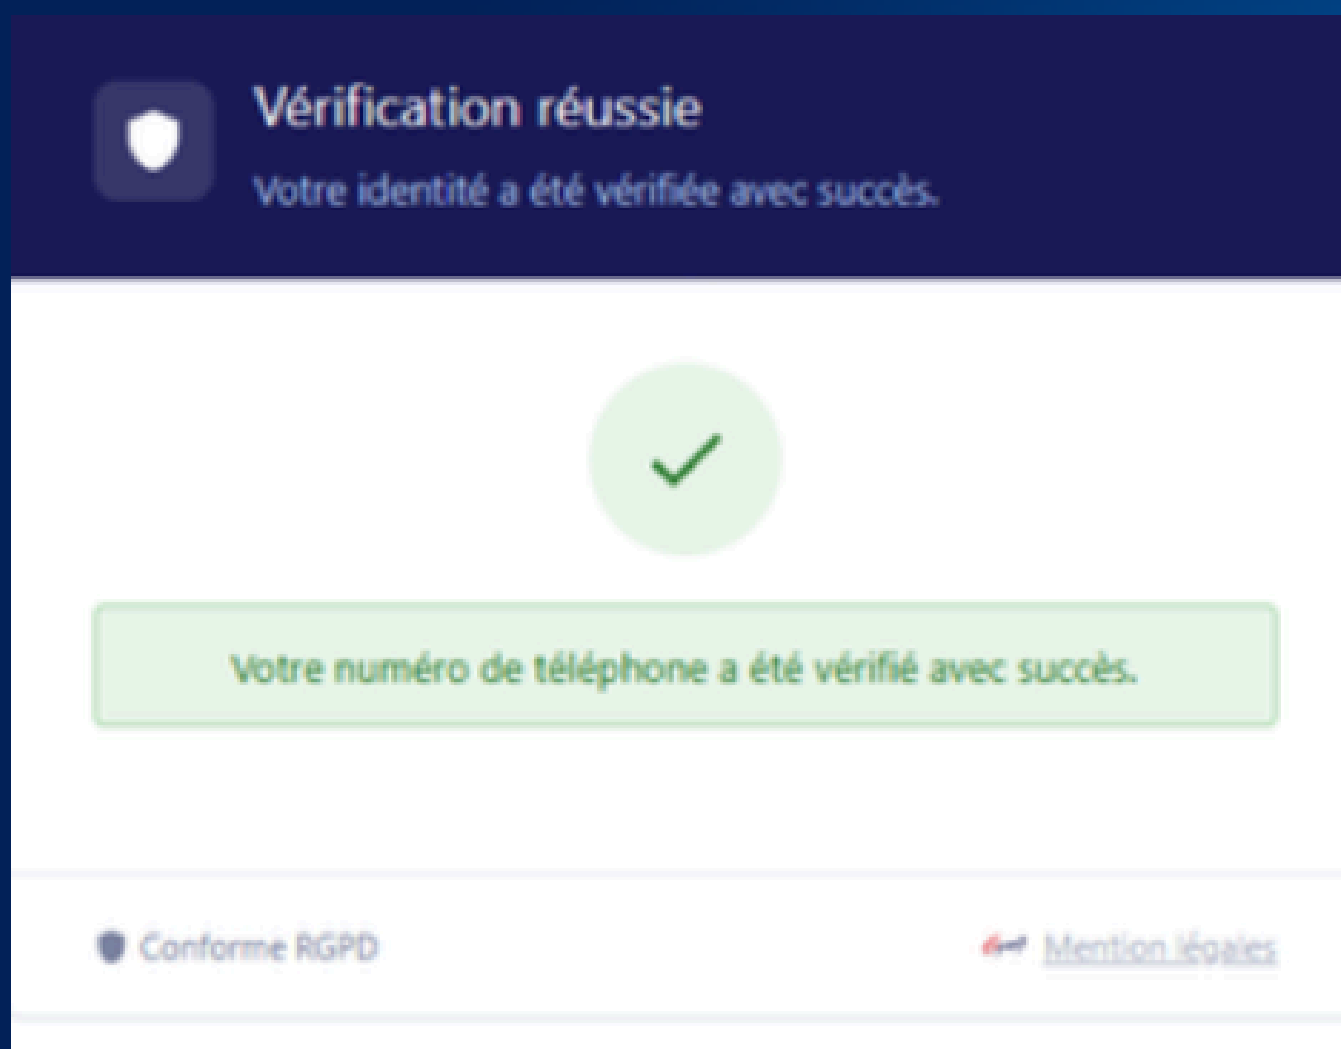 Vérification réussie
Votre identité a été vérifiée avec succès.
Votre numéro de téléphone a été vérifié avec succès.
Conforme RGPD
Mention légales